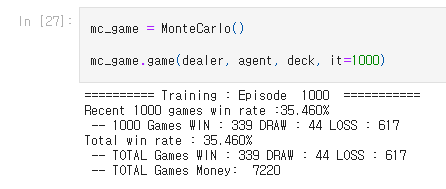 In [27]:
mc_game = MonteCarlo()
mc_game.game(dealer, agent, deck, it=1000)
========== Training : Episode  1000  ===========
Recent 1000 games win rate :35.460%
 -- 1000 Games WIN : 339 DRAW : 44 LOSS : 617
Total win rate : 35.460%
 -- TOTAL Games WIN : 339 DRAW : 44 LOSS : 617
 -- TOTAL Games Money:  7220